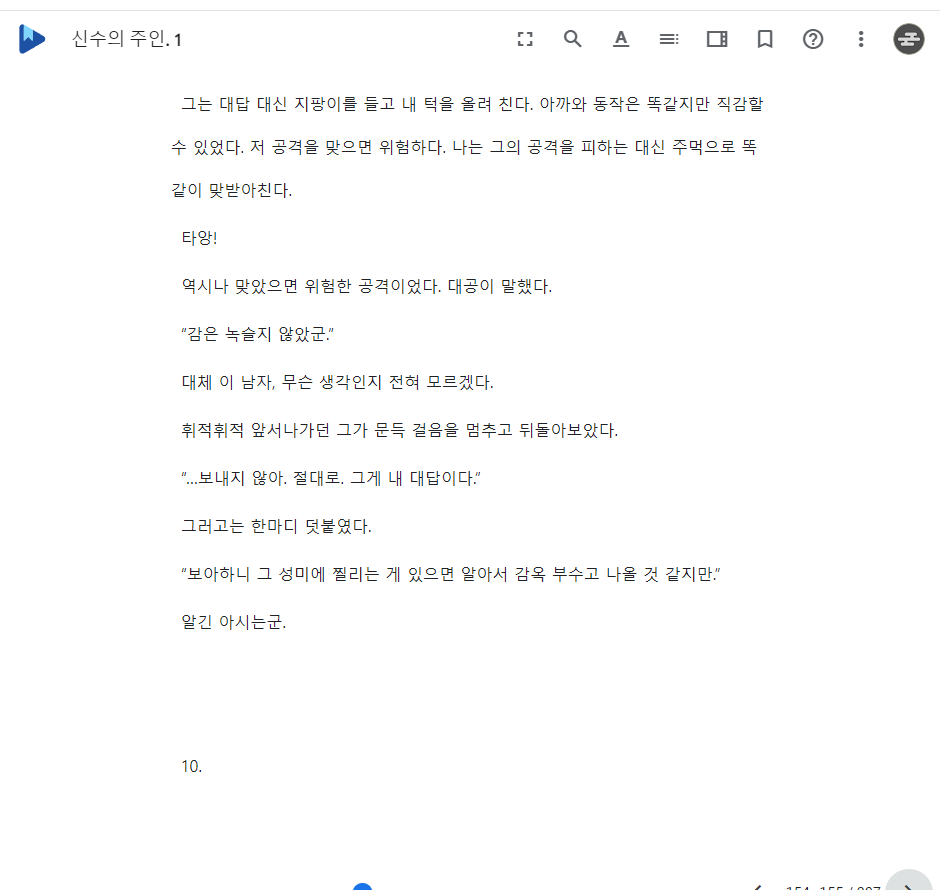 신수의 주인. 1
그는 대답 대신 지팡이를 들고 내 턱을 올려 친다. 아까와 동작은 똑같지만 직감할
수 있었다. 저 공격을 맞으면 위험하다. 나는 그의 공격을 피하는 대신 주먹으로 똑
같이 맞받아친다.
타앙!
역시나 맞았으면 위험한 공격이었다. 대공이 말했다.
“감은 녹슬지 않았군.”
대체 이 남자, 무슨 생각인지 전혀 모르겠다.
휘적휘적 앞서나가던 그가 문득 걸음을 멈추고 뒤돌아보았다.
“...보내지 않아. 절대로. 그게 내 대답이다.”
그러고는 한마디 덧붙였다.
“보아하니 그 성미에 찔리는 게 있으면 알아서 감옥 부수고 나올 것 같지만.”
알긴 아시는군.
10.